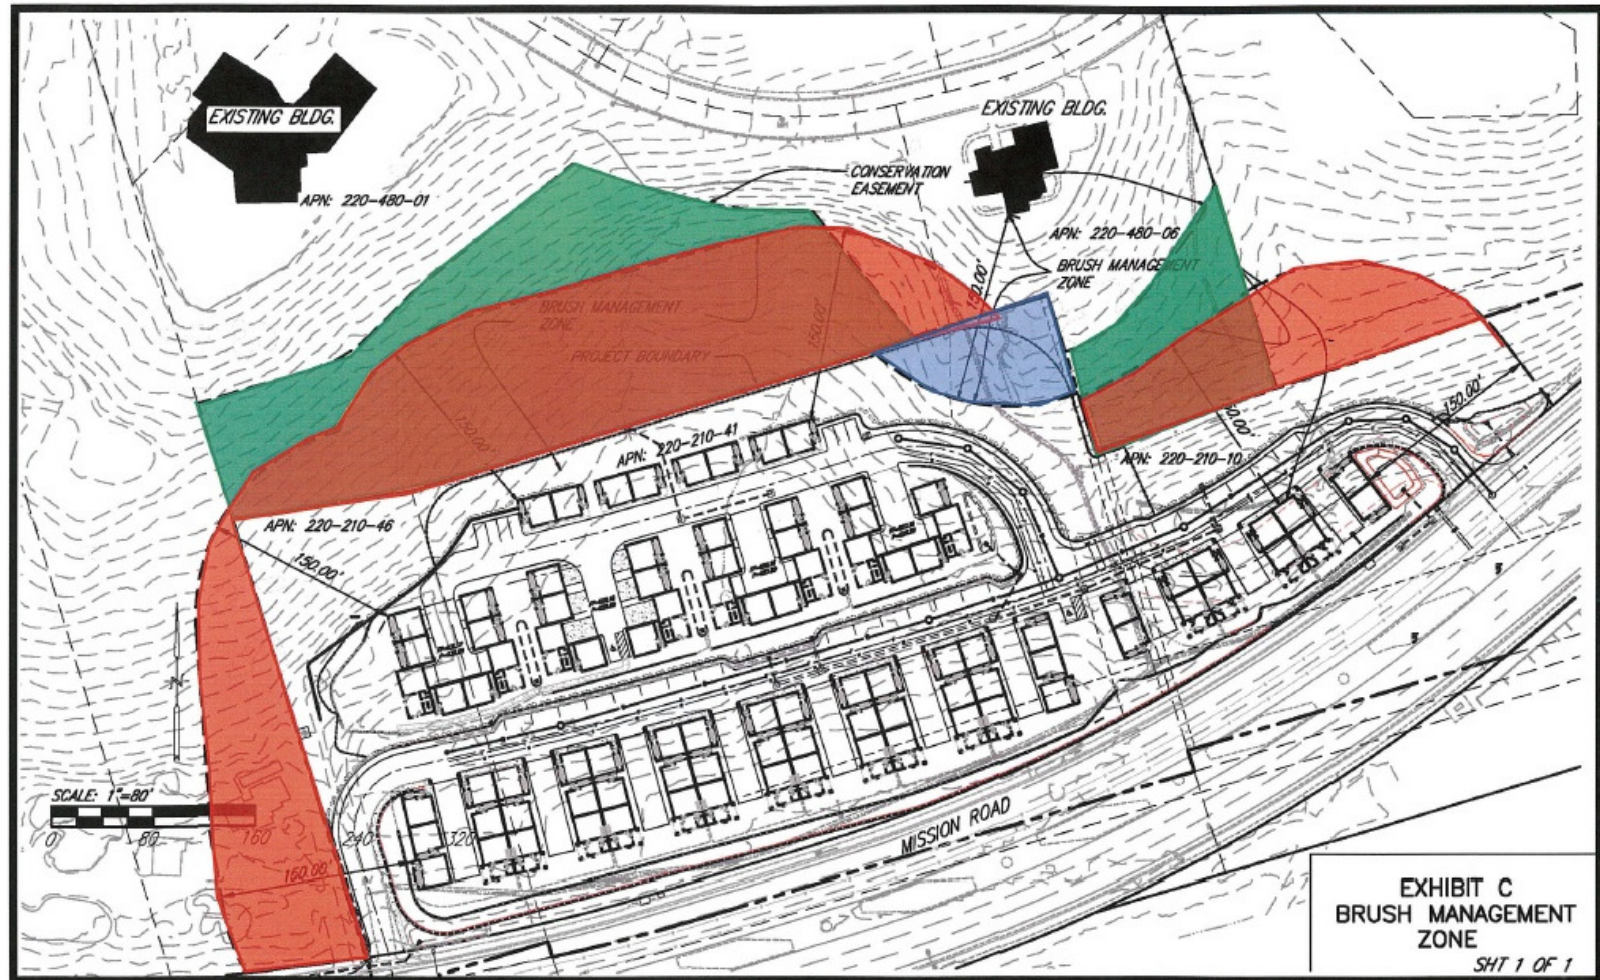 EXISTING BLDG.
APN: 220-480-01
EXISTING BLDG.
CONSERVATION
EASEMENT
APN: 220-480-06
BRUSH MANAGEMENT
ZONE
150.00'
BRUSH MANAGEMENT
ZONE
150.00'
PROJECT BOUNDARY
150.00'
150.00'
APN: 220-210-41
APN: 220-210-10
APN: 220-210-46
150.00'
SCALE: 1"=80'
0 80 160 240 320
MISSION ROAD
EXHIBIT C
BRUSH MANAGEMENT
ZONE
SHT 1 OF 1